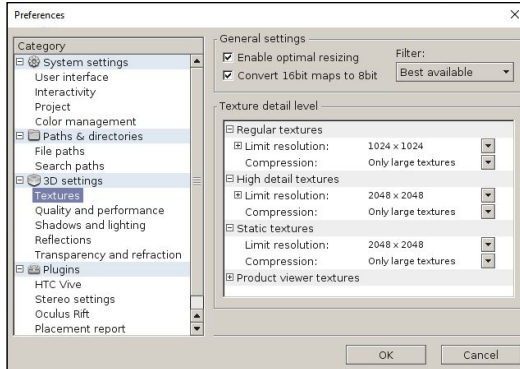 Preferences
Category
System settings
User interface
Interactivity
Project
Color management
Paths & directories
File paths
Search paths
3D settings
Textures
Quality and performance
Shadows and lighting
Reflections
Transparency and refraction
Plugins
HTC Vive
Stereo settings
Oculus Rift
Placement report
General settings
Enable optimal resizing
Convert 16bit maps to 8bit
Filter:
Best available
Texture detail level
Regular textures
Limit resolution: 1024 x 1024
Compression: Only large textures
High detail textures
Limit resolution: 2048 x 2048
Compression: Only large textures
Static textures
Limit resolution: 2048 x 2048
Compression: Only large textures
Product viewer textures
OK Cancel